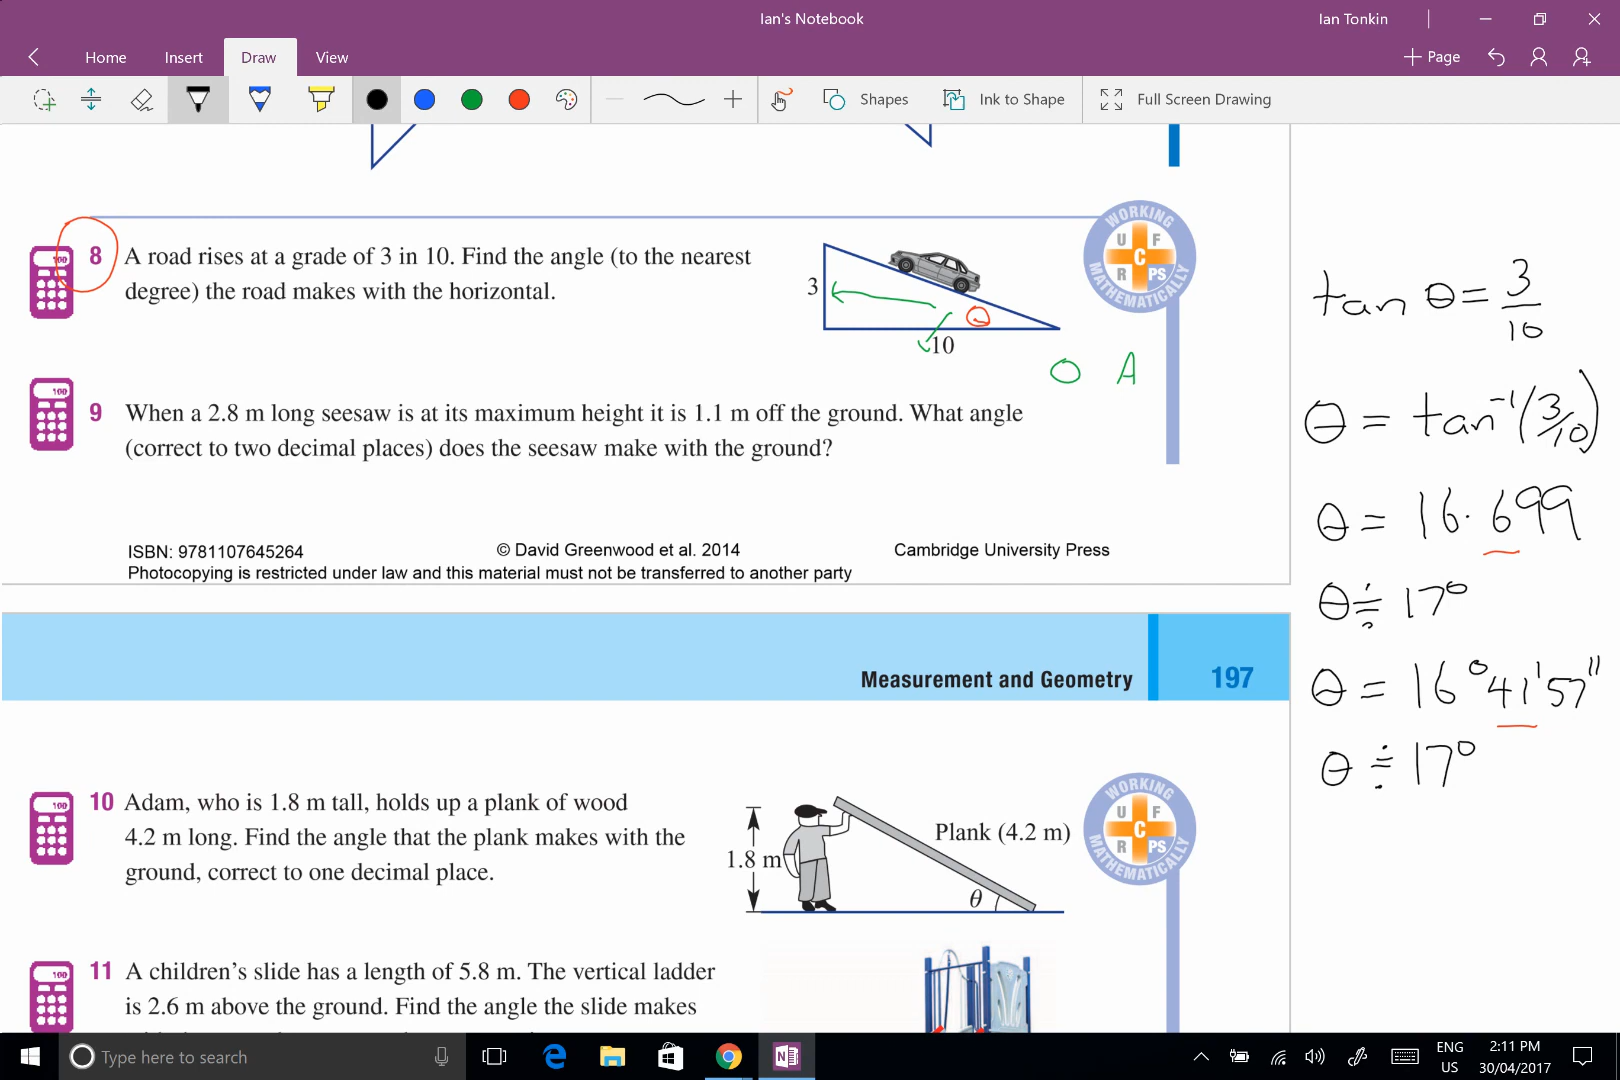 Ian's Notebook
Ian Tonkin
Home Insert Draw View
Page
Shapes Ink to Shape Full Screen Drawing
8 A road rises at a grade of 3 in 10. Find the angle (to the nearest
degree) the road makes with the horizontal.
3
θ
10
O A
WORKING
U F
C
R PS
MATHEMATICALLY
9 When a 2.8 m long seesaw is at its maximum height it is 1.1 m off the ground. What angle
(correct to two decimal places) does the seesaw make with the ground?
ISBN: 9781107645264 © David Greenwood et al. 2014 Cambridge University Press
Photocopying is restricted under law and this material must not be transferred to another party
Measurement and Geometry 197
10 Adam, who is 1.8 m tall, holds up a plank of wood
4.2 m long. Find the angle that the plank makes with the
ground, correct to one decimal place.
1.8 m
Plank (4.2 m)
θ
WORKING
U F
C
R PS
MATHEMATICALLY
11 A children's slide has a length of 5.8 m. The vertical ladder
is 2.6 m above the ground. Find the angle the slide makes
tan θ = 3/10
θ = tan⁻¹(3/10)
θ = 16.699
θ ≑ 17°
θ = 16°41'57"
θ ≑ 17°
Type here to search
ENG
US
2:11 PM
30/04/2017